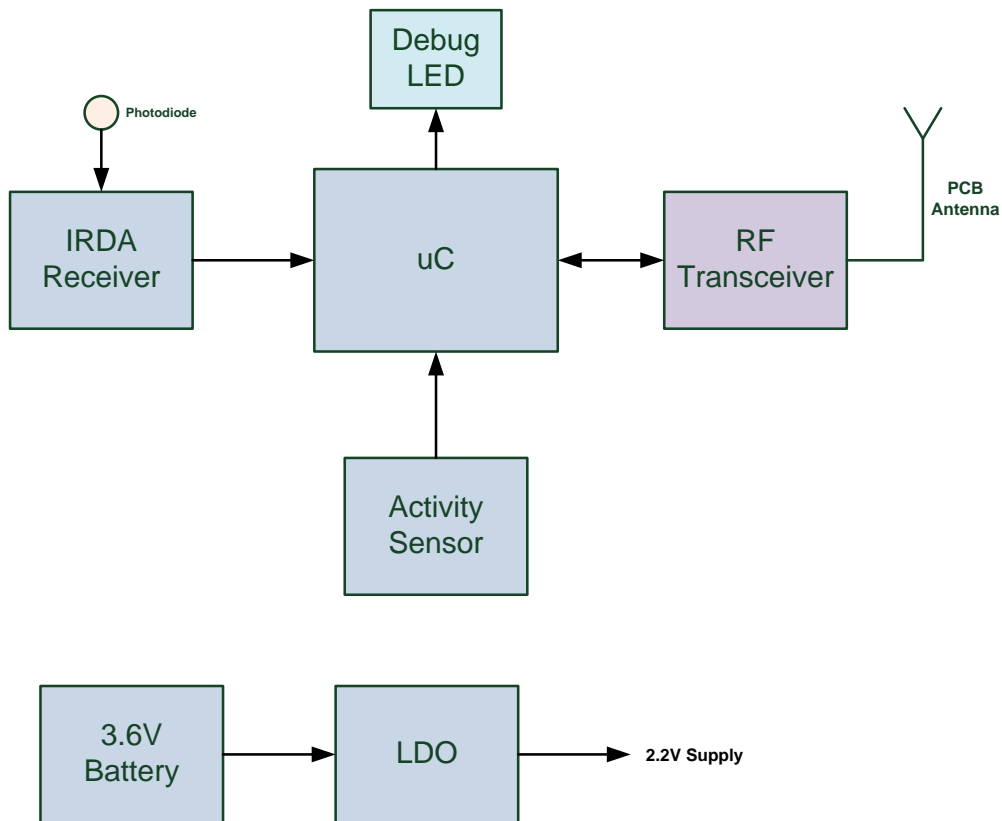 Debug
LED
Photodiode
IRDA
Receiver
uC
RF
Transceiver
PCB
Antenna
Activity
Sensor
3.6V
Battery
LDO
2.2V Supply